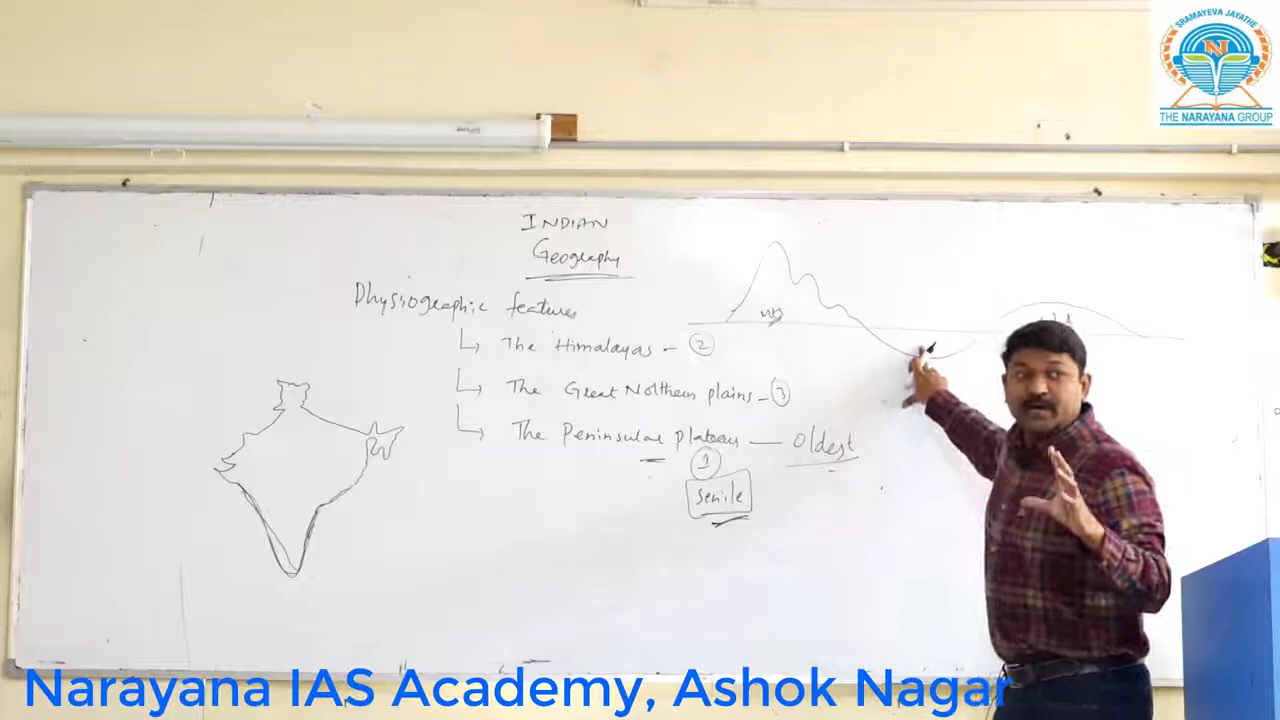 SRAMAYEVA JAYATHE
N
THE NARAYANA GROUP
INDIAN
Geography
Physiographic features
The Himalayas - 2
The Great Northern plains - 3
The Peninsular plateau — Oldest
1
senile
Narayana IAS Academy, Ashok Nagar